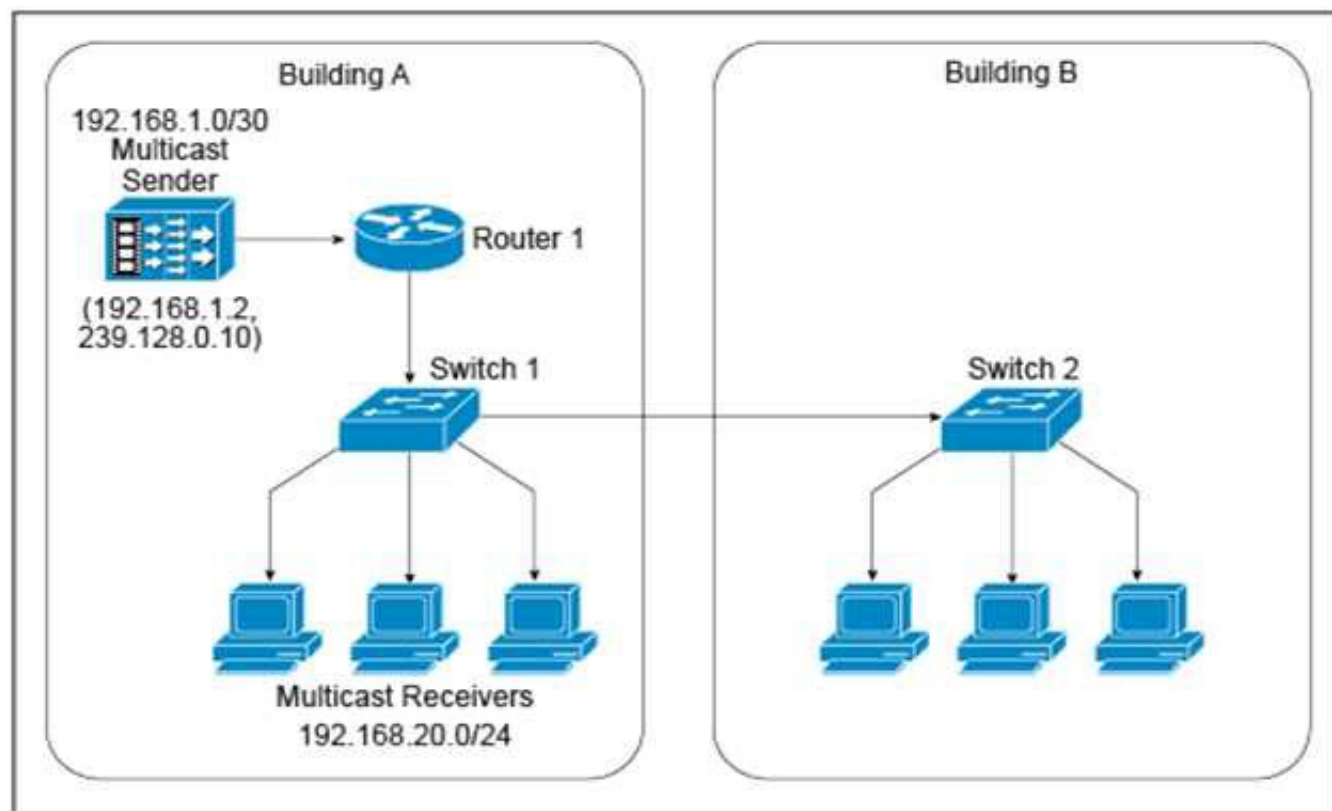 Building A
192.168.1.0/30
Multicast
Sender
Router 1
(192.168.1.2,
239.128.0.10)
Switch 1
Multicast Receivers
192.168.20.0/24
Building B
Switch 2